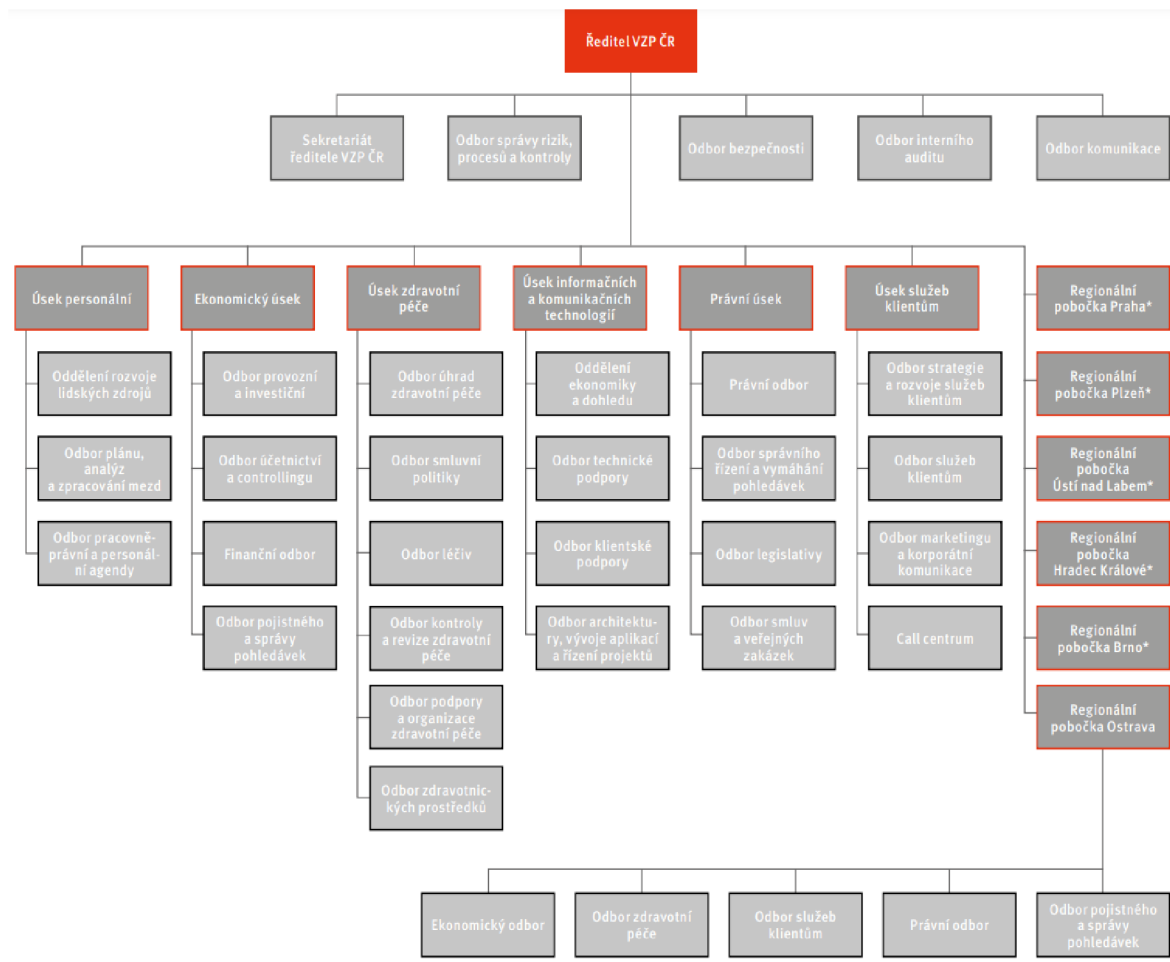 Ředitel VZP ČR
Sekretariát
ředitele VZP ČR
Odbor správy rizik,
procesů a kontroly
Odbor bezpečnosti
Odbor interního
auditu
Odbor komunikace
Úsek personální
Oddělení rozvoje
lidských zdrojů
Odbor plánu,
analýz
a zpracování mezd
Odbor pracovně-
právní a personál-
ní agendy
Ekonomický úsek
Odbor provozní
a investiční
Odbor účetnictví
a controllingu
Finanční odbor
Odbor pojistného
a správy
pohledávek
Úsek zdravotní
péče
Odbor úhrad
zdravotní péče
Odbor smluvní
politiky
Odbor léčiv
Odbor kontroly
a revize zdravotní
péče
Odbor podpory
a organizace
zdravotní péče
Odbor zdravotnic-
kých prostředků
Úsek informačních
a komunikačních
technologií
Oddělení
ekonomiky
a dohledu
Odbor technické
podpory
Odbor klientské
podpory
Odbor architektu-
ry, vývoje aplikací
a řízení projektů
Právní úsek
Právní odbor
Odbor správního
řízení a vymáhání
pohledávek
Odbor legislativy
Odbor smluv
a veřejných
zakázek
Úsek služeb
klientům
Odbor strategie
a rozvoje služeb
klientům
Odbor služeb
klientům
Odbor marketingu
a korporátní
komunikace
Call centrum
Regionální
pobočka Praha*
Regionální
pobočka Plzeň*
Regionální
pobočka
Ústí nad Labem*
Regionální
pobočka
Hradec Králové*
Regionální
pobočka Brno*
Regionální
pobočka Ostrava
Ekonomický odbor
Odbor zdravotní
péče
Odbor služeb
klientům
Právní odbor
Odbor pojistného
a správy
pohledávek